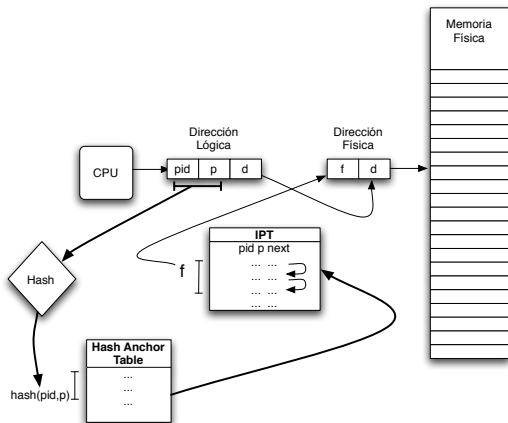 Memoria
Física
Dirección
Lógica
Dirección
Física
CPU
pid p d
f d
IPT
pid p next
... ...
... ...
... ...
... ...
f
Hash
Hash Anchor
Table
...
...
...
hash(pid,p)